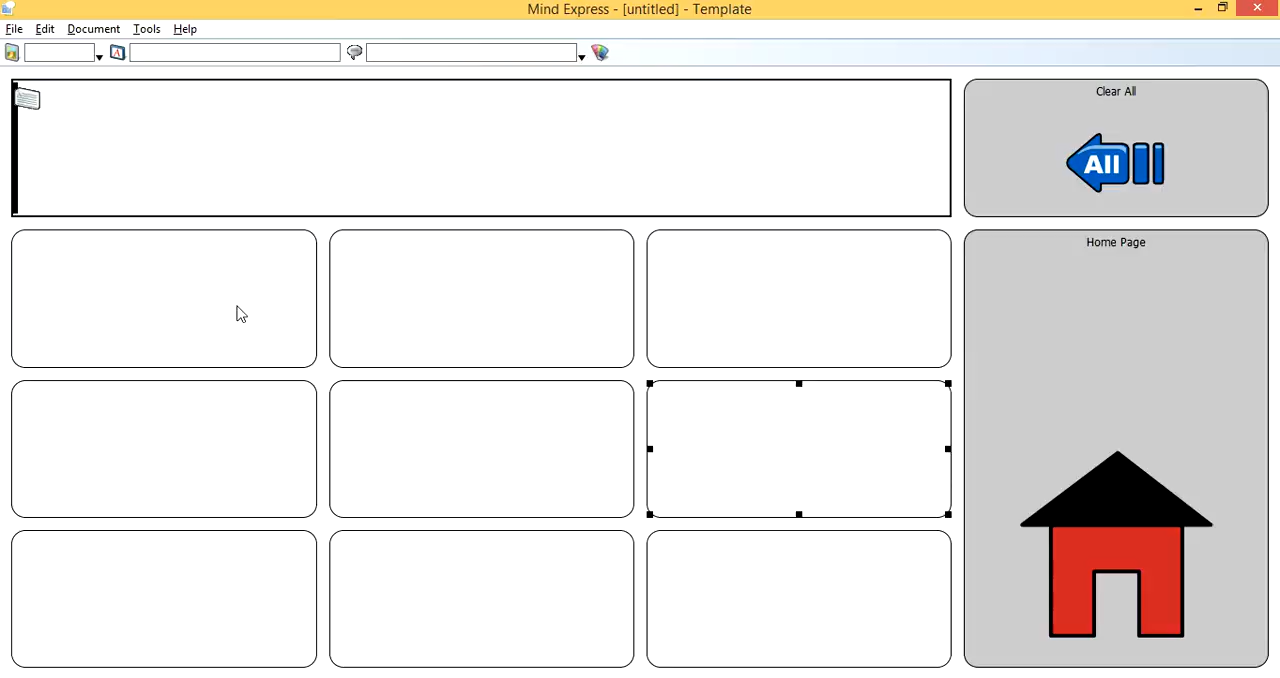 Mind Express - [untitled] - Template
File Edit Document Tools Help
A
Clear All
All
Home Page